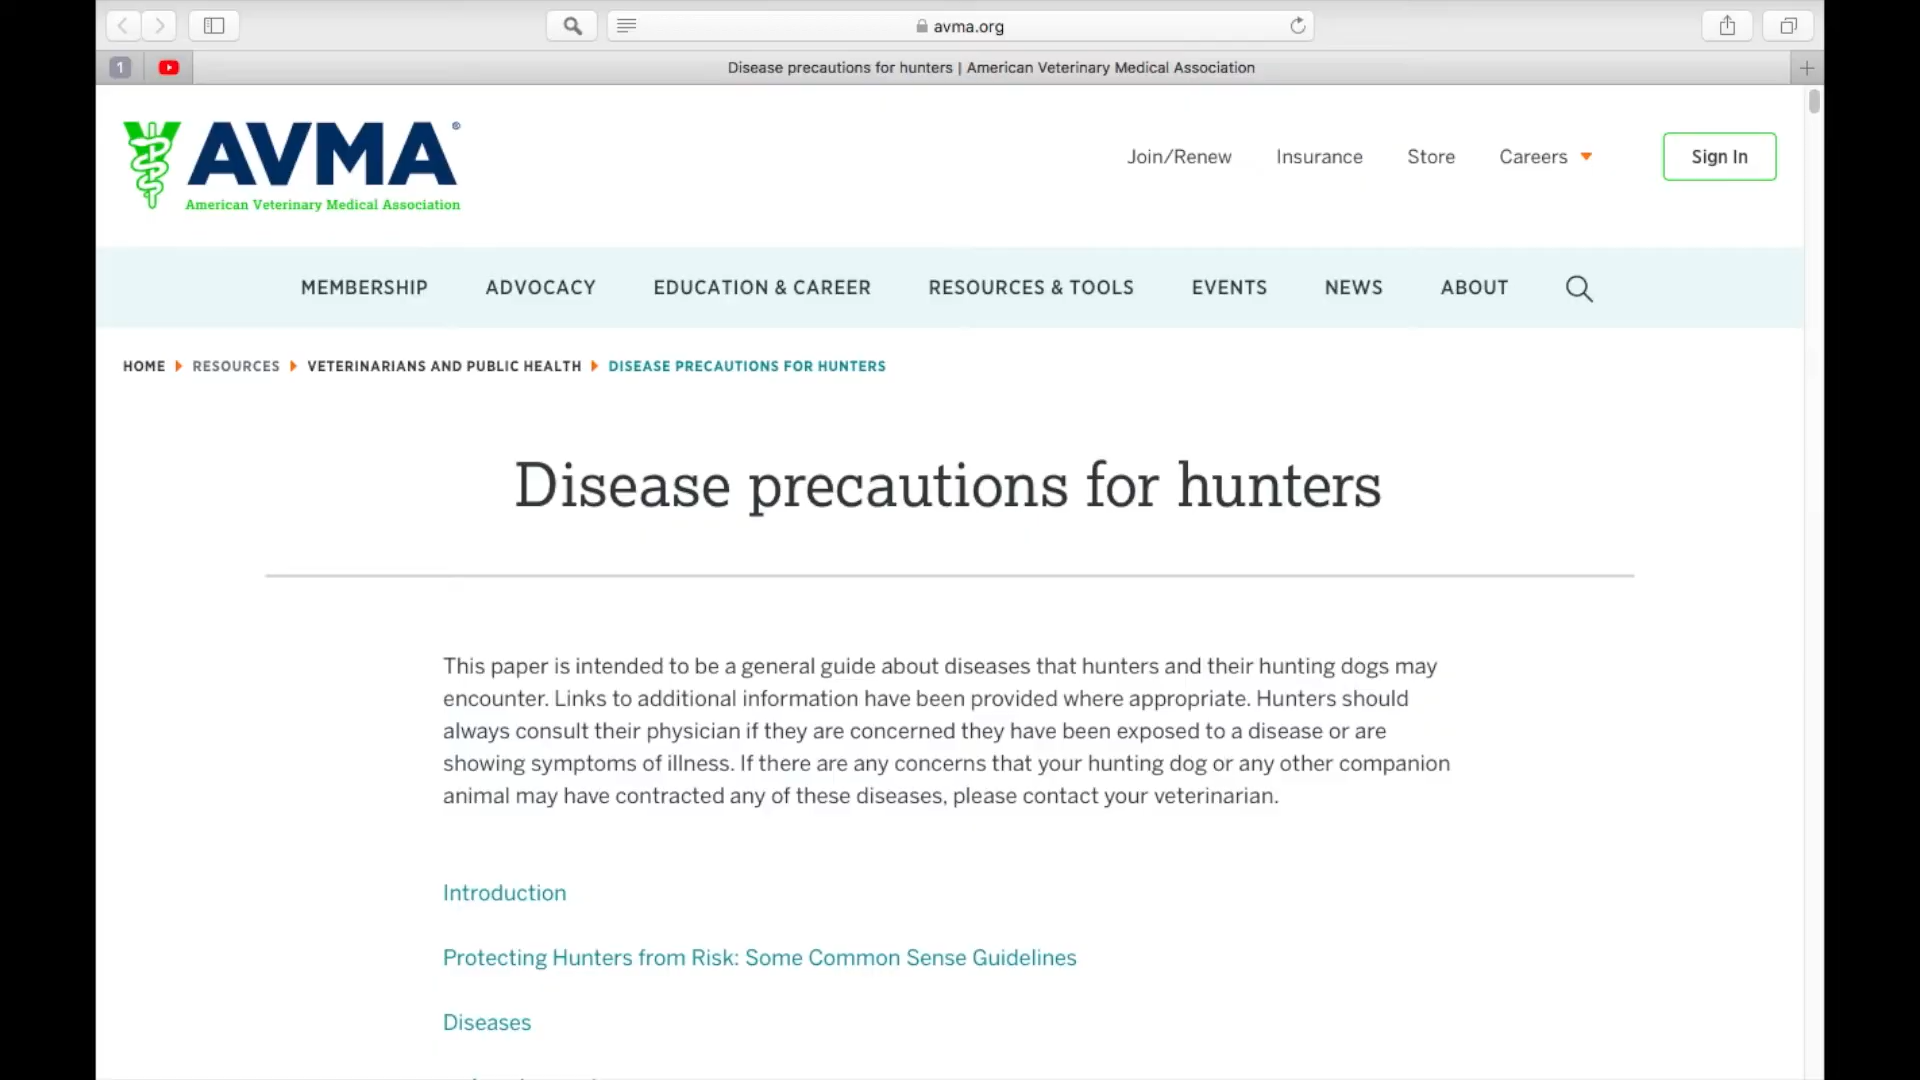 avma.org
1
Disease precautions for hunters | American Veterinary Medical Association
AVMA®
American Veterinary Medical Association
Join/Renew Insurance Store Careers Sign In
MEMBERSHIP ADVOCACY EDUCATION & CAREER RESOURCES & TOOLS EVENTS NEWS ABOUT
HOME RESOURCES VETERINARIANS AND PUBLIC HEALTH DISEASE PRECAUTIONS FOR HUNTERS
Disease precautions for hunters
This paper is intended to be a general guide about diseases that hunters and their hunting dogs may
encounter. Links to additional information have been provided where appropriate. Hunters should
always consult their physician if they are concerned they have been exposed to a disease or are
showing symptoms of illness. If there are any concerns that your hunting dog or any other companion
animal may have contracted any of these diseases, please contact your veterinarian.
Introduction
Protecting Hunters from Risk: Some Common Sense Guidelines
Diseases